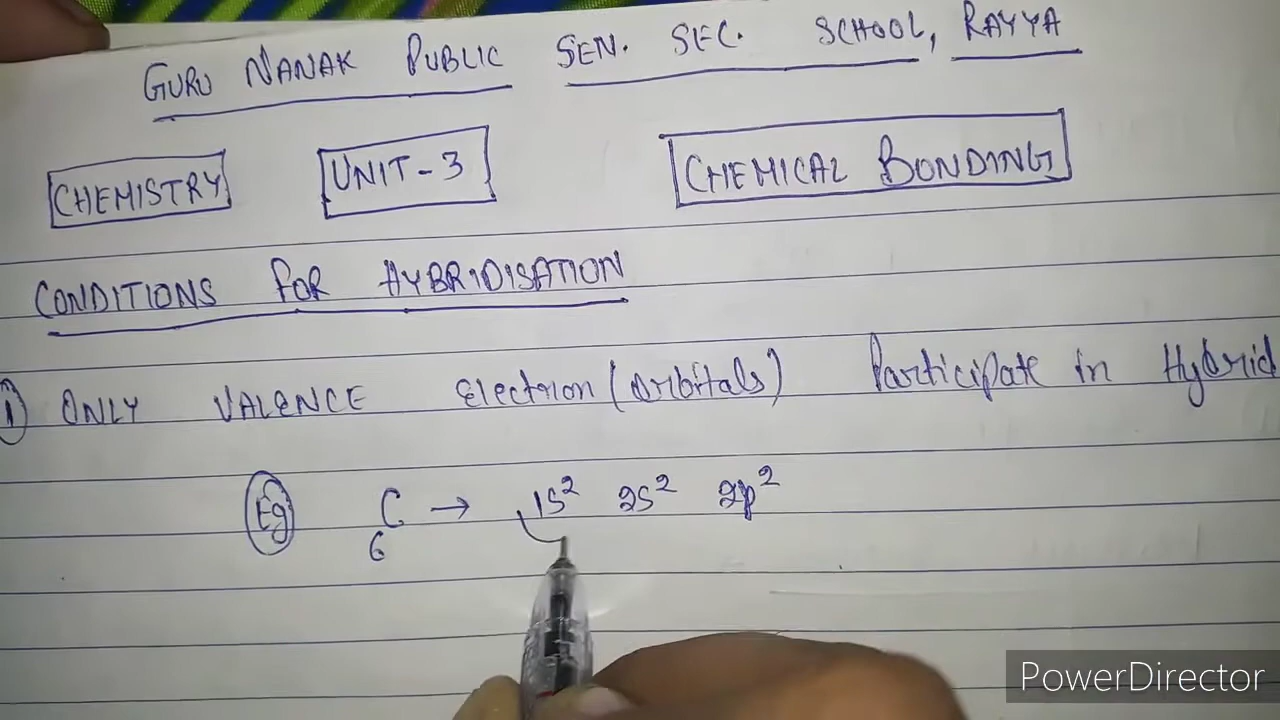 GURU NANAK PUBLIC SEN. SEC. SCHOOL, RAYYA
CHEMISTRY UNIT-3 CHEMICAL BONDING
CONDITIONS FOR HYBRIDISATION
1) ONLY VALENCE Electron (orbitals) Participate in Hybrid
Eg C → 1s² 2s² 2p²
6
PowerDirector